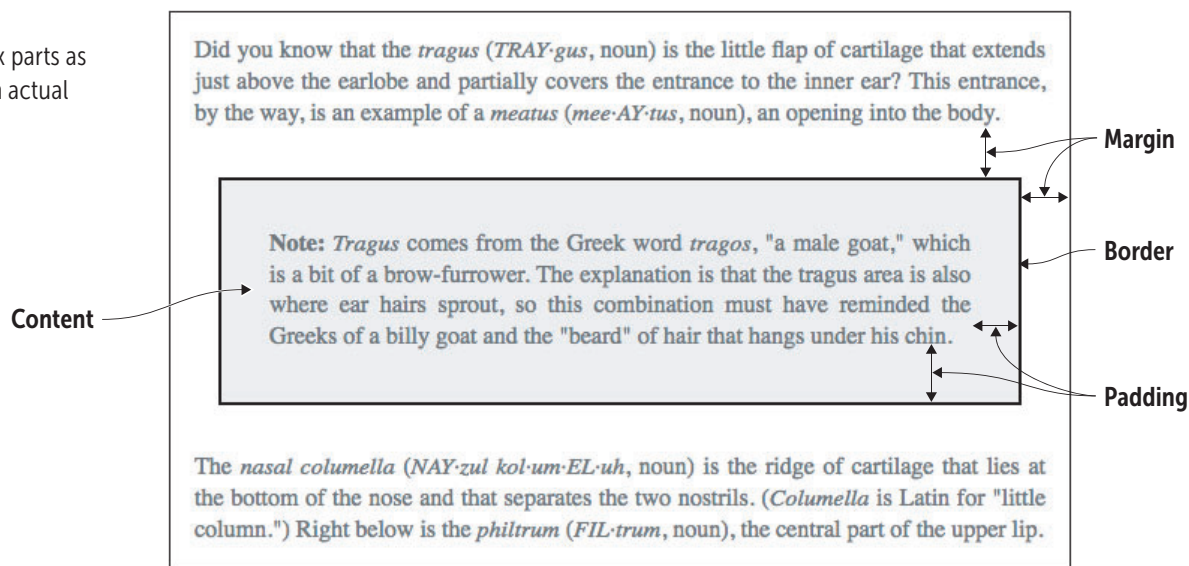 x parts as
actual
Did you know that the tragus (TRAY·gus, noun) is the little flap of cartilage that extends
just above the earlobe and partially covers the entrance to the inner ear? This entrance,
by the way, is an example of a meatus (mee·AY·tus, noun), an opening into the body.
Margin
Note: Tragus comes from the Greek word tragos, "a male goat," which
is a bit of a brow-furrower. The explanation is that the tragus area is also
where ear hairs sprout, so this combination must have reminded the
Greeks of a billy goat and the "beard" of hair that hangs under his chin.
Border
Content
Padding
The nasal columella (NAY·zul kol·um·EL·uh, noun) is the ridge of cartilage that lies at
the bottom of the nose and that separates the two nostrils. (Columella is Latin for "little
column.") Right below is the philtrum (FIL·trum, noun), the central part of the upper lip.